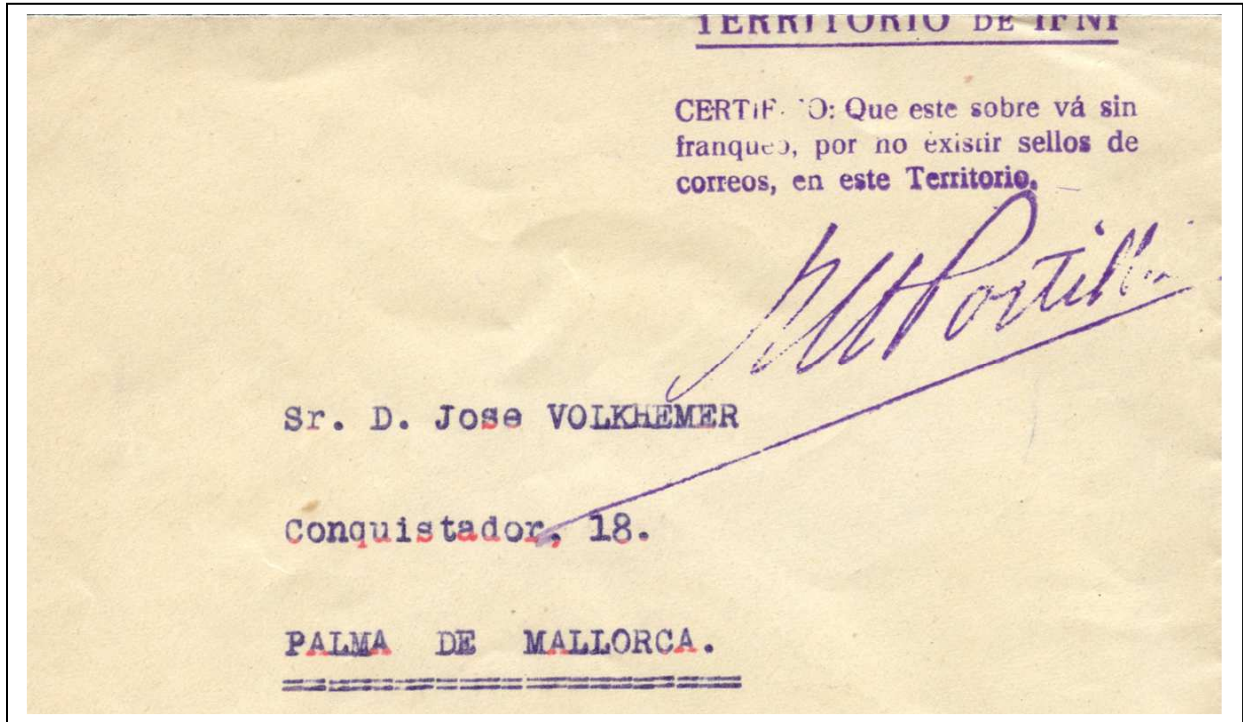 TERRITORIO DE IFNI
CERTIF O: Que este sobre vá sin
franqueo, por no existir sellos de
correos, en este Territorio.
Sr. D. Jose VOLKHEMER
Conquistador, 18.
PALMA DE MALLORCA.